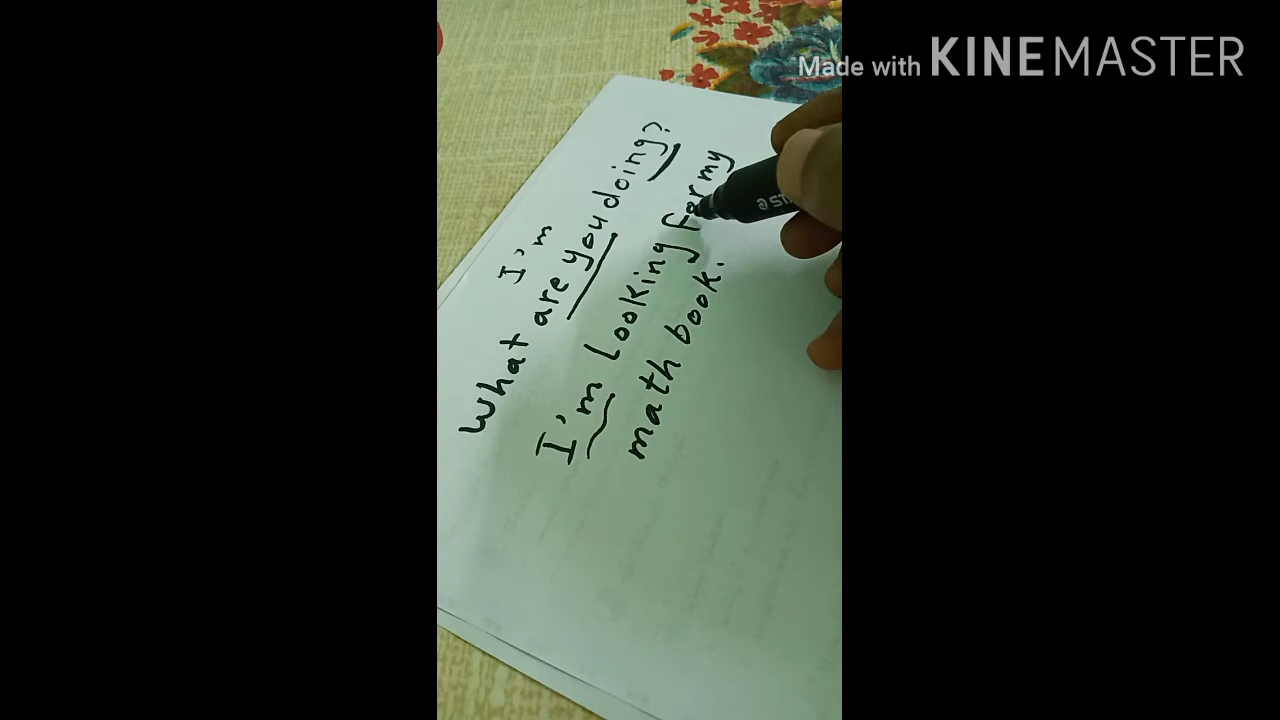 Made with KINEMASTER
I'm
What are you doing?
I'm Looking for my
math book.